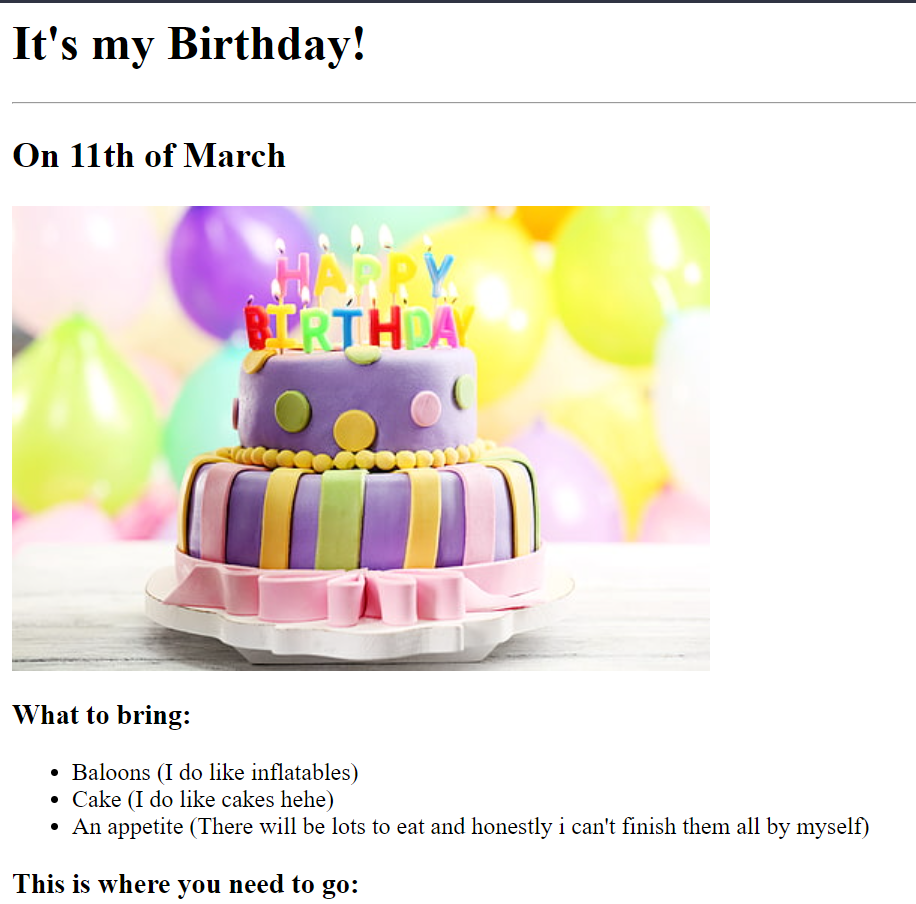 It's my Birthday!
On 11th of March
HAPPY
BIRTHDAY
What to bring:
Baloons (I do like inflatables)
Cake (I do like cakes hehe)
An appetite (There will be lots to eat and honestly i can't finish them all by myself)
This is where you need to go: